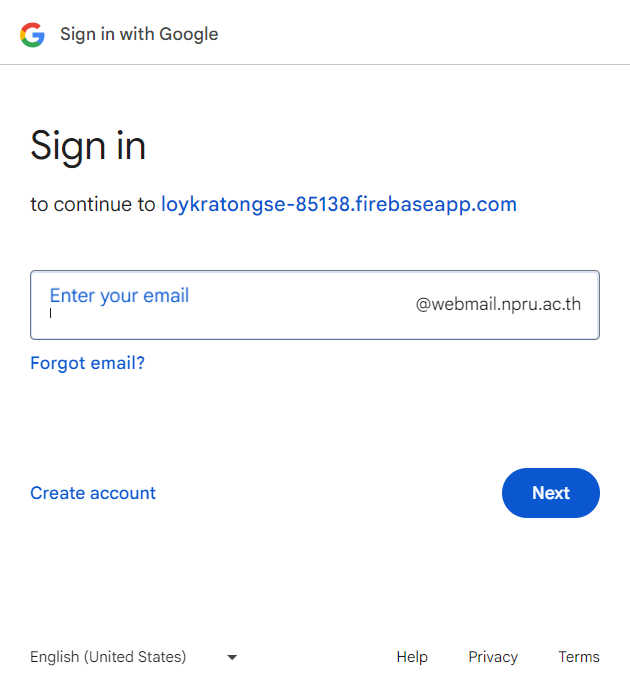 Sign in with Google
Sign in
to continue to loykratongse-85138.firebaseapp.com
Enter your email
@webmail.npru.ac.th
Forgot email?
Create account
Next
English (United States)
Help
Privacy
Terms